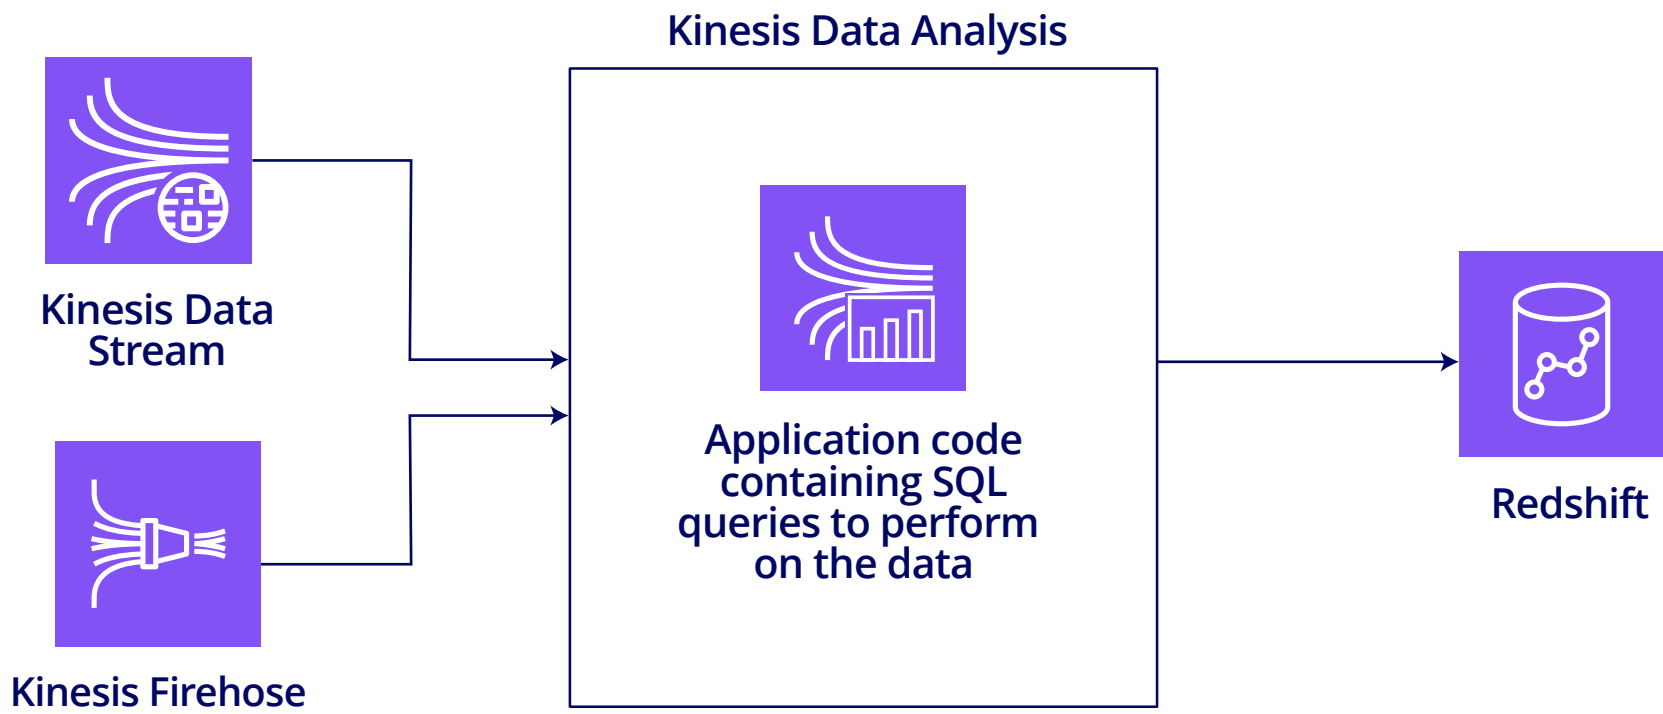 Kinesis Data Analysis
Kinesis Data
Stream
Kinesis Firehose
Application code
containing SQL
queries to perform
on the data
Redshift